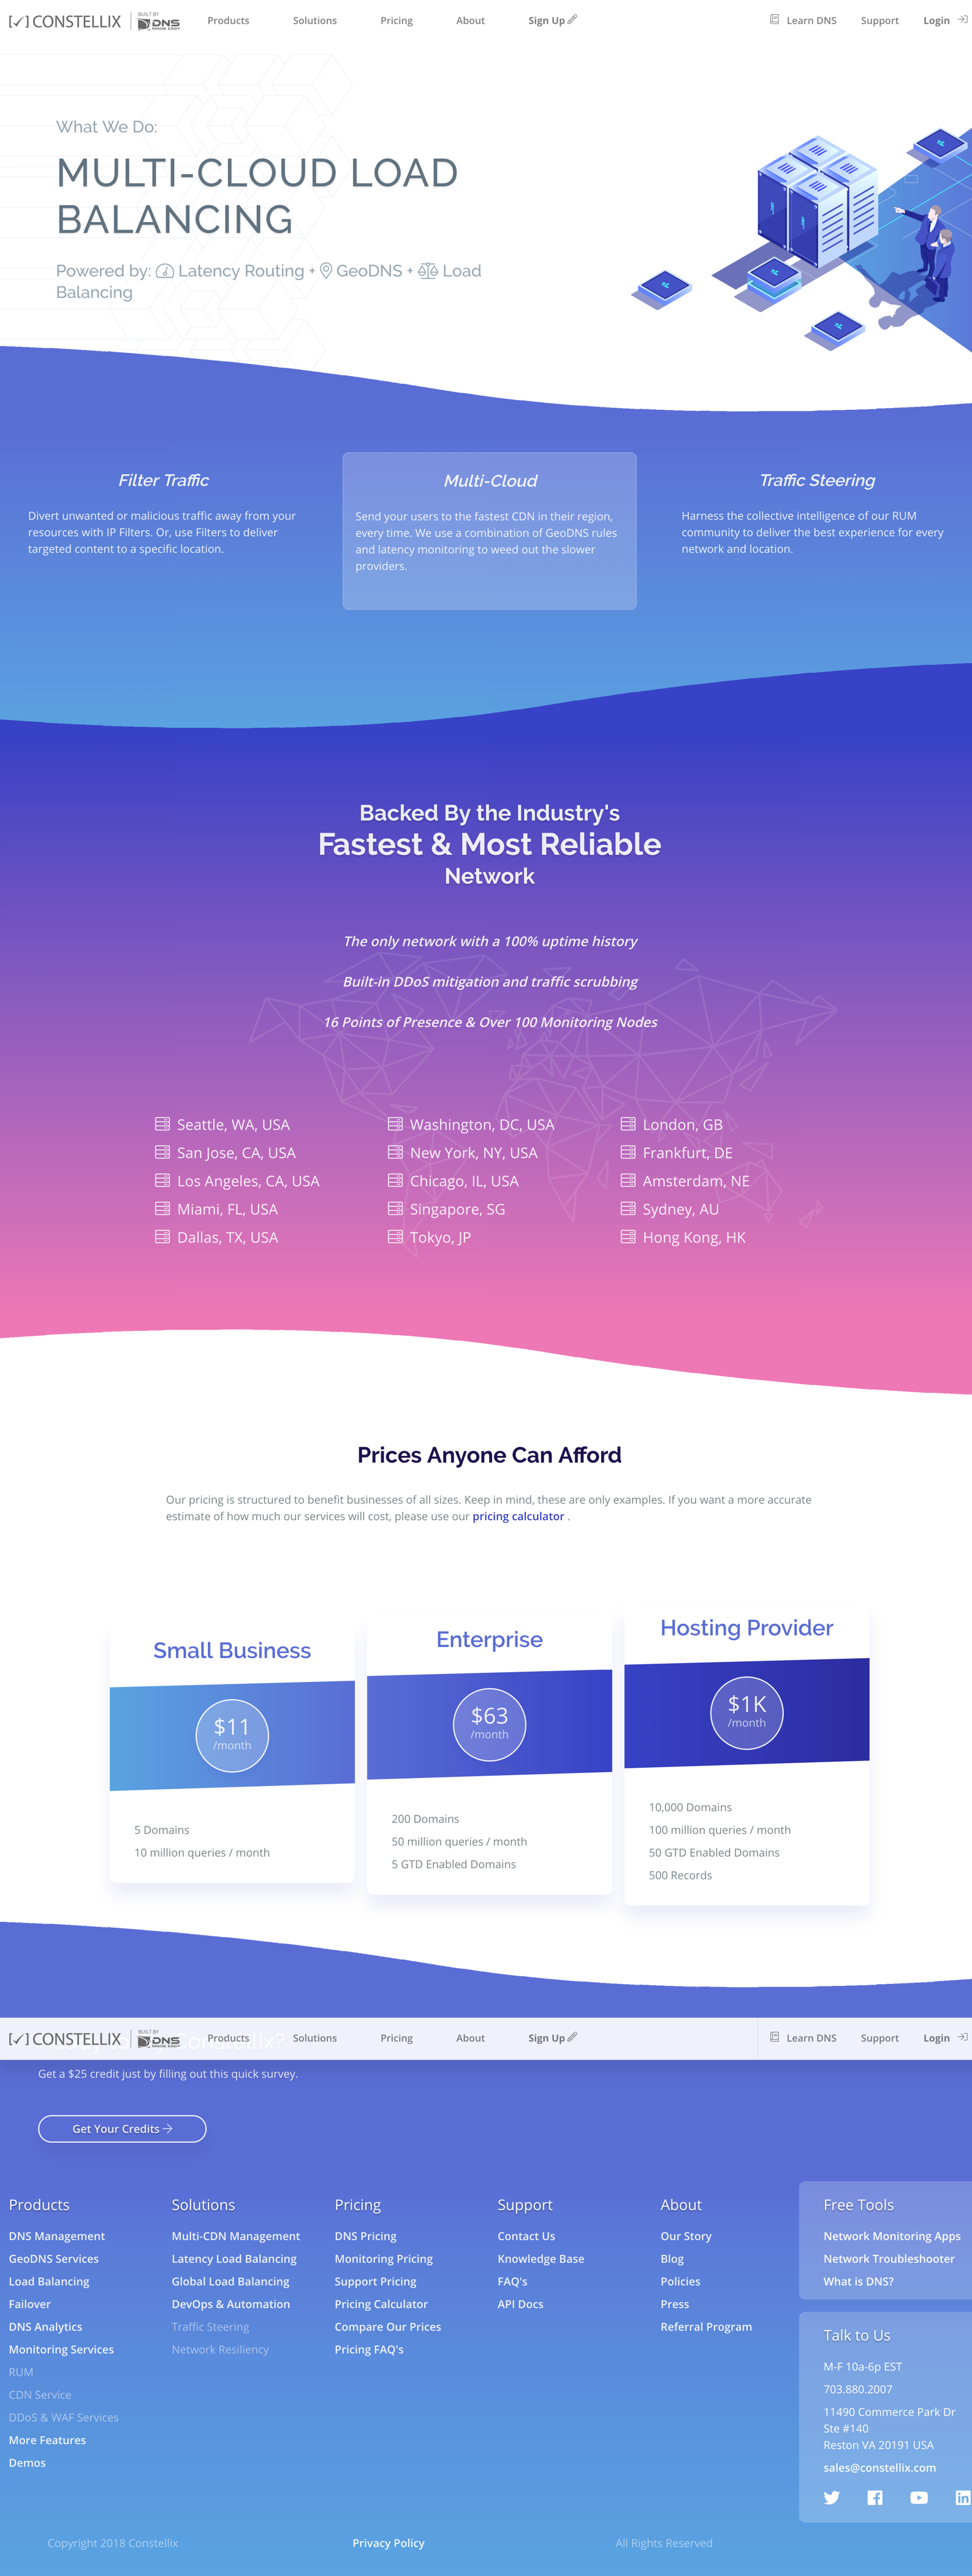 [✓] CONSTELLIX BUILT BY DNS MADE EASY Products Solutions Pricing About Sign Up Learn DNS Support Login
What We Do:
MULTI-CLOUD LOAD
BALANCING
Powered by: Latency Routing + GeoDNS + Load
Balancing
Filter Traffic
Divert unwanted or malicious traffic away from your
resources with IP Filters. Or, use Filters to deliver
targeted content to a specific location.
Multi-Cloud
Send your users to the fastest CDN in their region,
every time. We use a combination of GeoDNS rules
and latency monitoring to weed out the slower
providers.
Traffic Steering
Harness the collective intelligence of our RUM
community to deliver the best experience for every
network and location.
Backed By the Industry's
Fastest & Most Reliable
Network
The only network with a 100% uptime history
Built-in DDoS mitigation and traffic scrubbing
16 Points of Presence & Over 100 Monitoring Nodes
Seattle, WA, USA
San Jose, CA, USA
Los Angeles, CA, USA
Miami, FL, USA
Dallas, TX, USA
Washington, DC, USA
New York, NY, USA
Chicago, IL, USA
Singapore, SG
Tokyo, JP
London, GB
Frankfurt, DE
Amsterdam, NE
Sydney, AU
Hong Kong, HK
Prices Anyone Can Afford
Our pricing is structured to benefit businesses of all sizes. Keep in mind, these are only examples. If you want a more accurate
estimate of how much our services will cost, please use our pricing calculator .
Small Business
$11
/month
5 Domains
10 million queries / month
Enterprise
$63
/month
200 Domains
50 million queries / month
5 GTD Enabled Domains
Hosting Provider
$1K
/month
10,000 Domains
100 million queries / month
50 GTD Enabled Domains
500 Records
[✓] CONSTELLIX BUILT BY DNS MADE EASY Products Solutions Pricing About Sign Up Learn DNS Support Login
Constellix?
Get a $25 credit just by filling out this quick survey.
Get Your Credits
Products
DNS Management
GeoDNS Services
Load Balancing
Failover
DNS Analytics
Monitoring Services
RUM
CDN Service
DDoS & WAF Services
More Features
Demos
Solutions
Multi-CDN Management
Latency Load Balancing
Global Load Balancing
DevOps & Automation
Traffic Steering
Network Resiliency
Pricing
DNS Pricing
Monitoring Pricing
Support Pricing
Pricing Calculator
Compare Our Prices
Pricing FAQ's
Support
Contact Us
Knowledge Base
FAQ's
API Docs
About
Our Story
Blog
Policies
Press
Referral Program
Free Tools
Network Monitoring Apps
Network Troubleshooter
What is DNS?
Talk to Us
M-F 10a-6p EST
703.880.2007
11490 Commerce Park Dr
Ste #140
Reston VA 20191 USA
sales@constellix.com
Copyright 2018 Constellix Privacy Policy All Rights Reserved